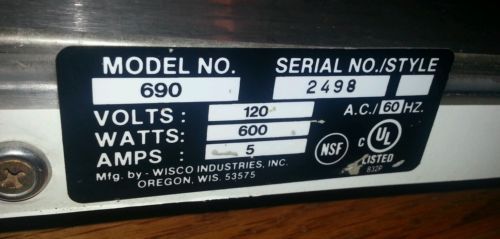 MODEL NO. SERIAL NO./STYLE
690 2498
VOLTS: 120 A.C./60 HZ.
WATTS: 600
AMPS: 5
Mfg. by - WISCO INDUSTRIES, INC.
OREGON, WIS. 53575
NSF
C UL
LISTED
832P